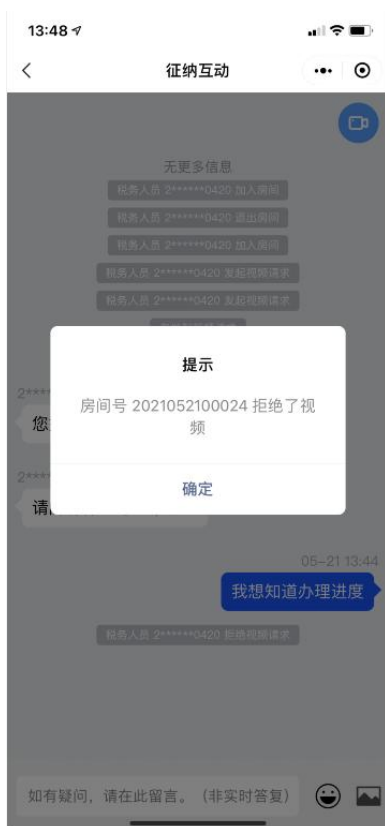 13:48
征纳互动
无更多信息
税务人员 2******0420 加入房间
税务人员 2******0420 退出房间
税务人员 2******0420 加入房间
税务人员 2******0420 发起视频请求
税务人员 2******0420 发起视频请求
提示
房间号 2021052100024 拒绝了视
频
确定
2****
您
2****
请
05-21 13:44
我想知道办理进度
税务人员 2******0420 拒绝视频请求
如有疑问，请在此留言。（非实时答复）